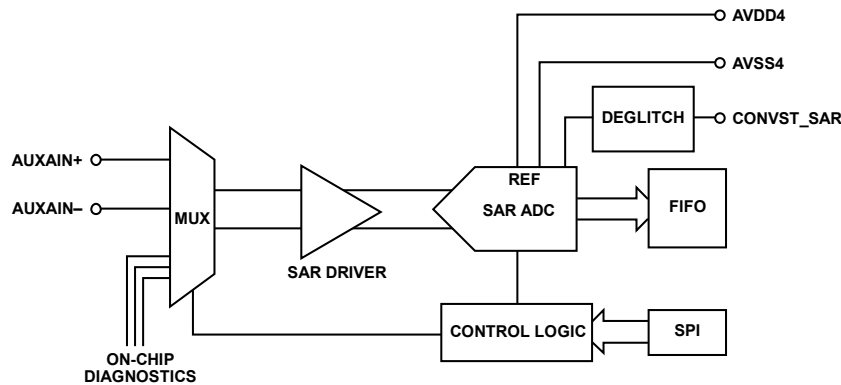 AVDD4
AVSS4
DEGLITCH
CONVST_SAR
AUXAIN+
AUXAIN–
MUX
REF
SAR ADC
FIFO
SAR DRIVER
CONTROL LOGIC
SPI
ON-CHIP
DIAGNOSTICS